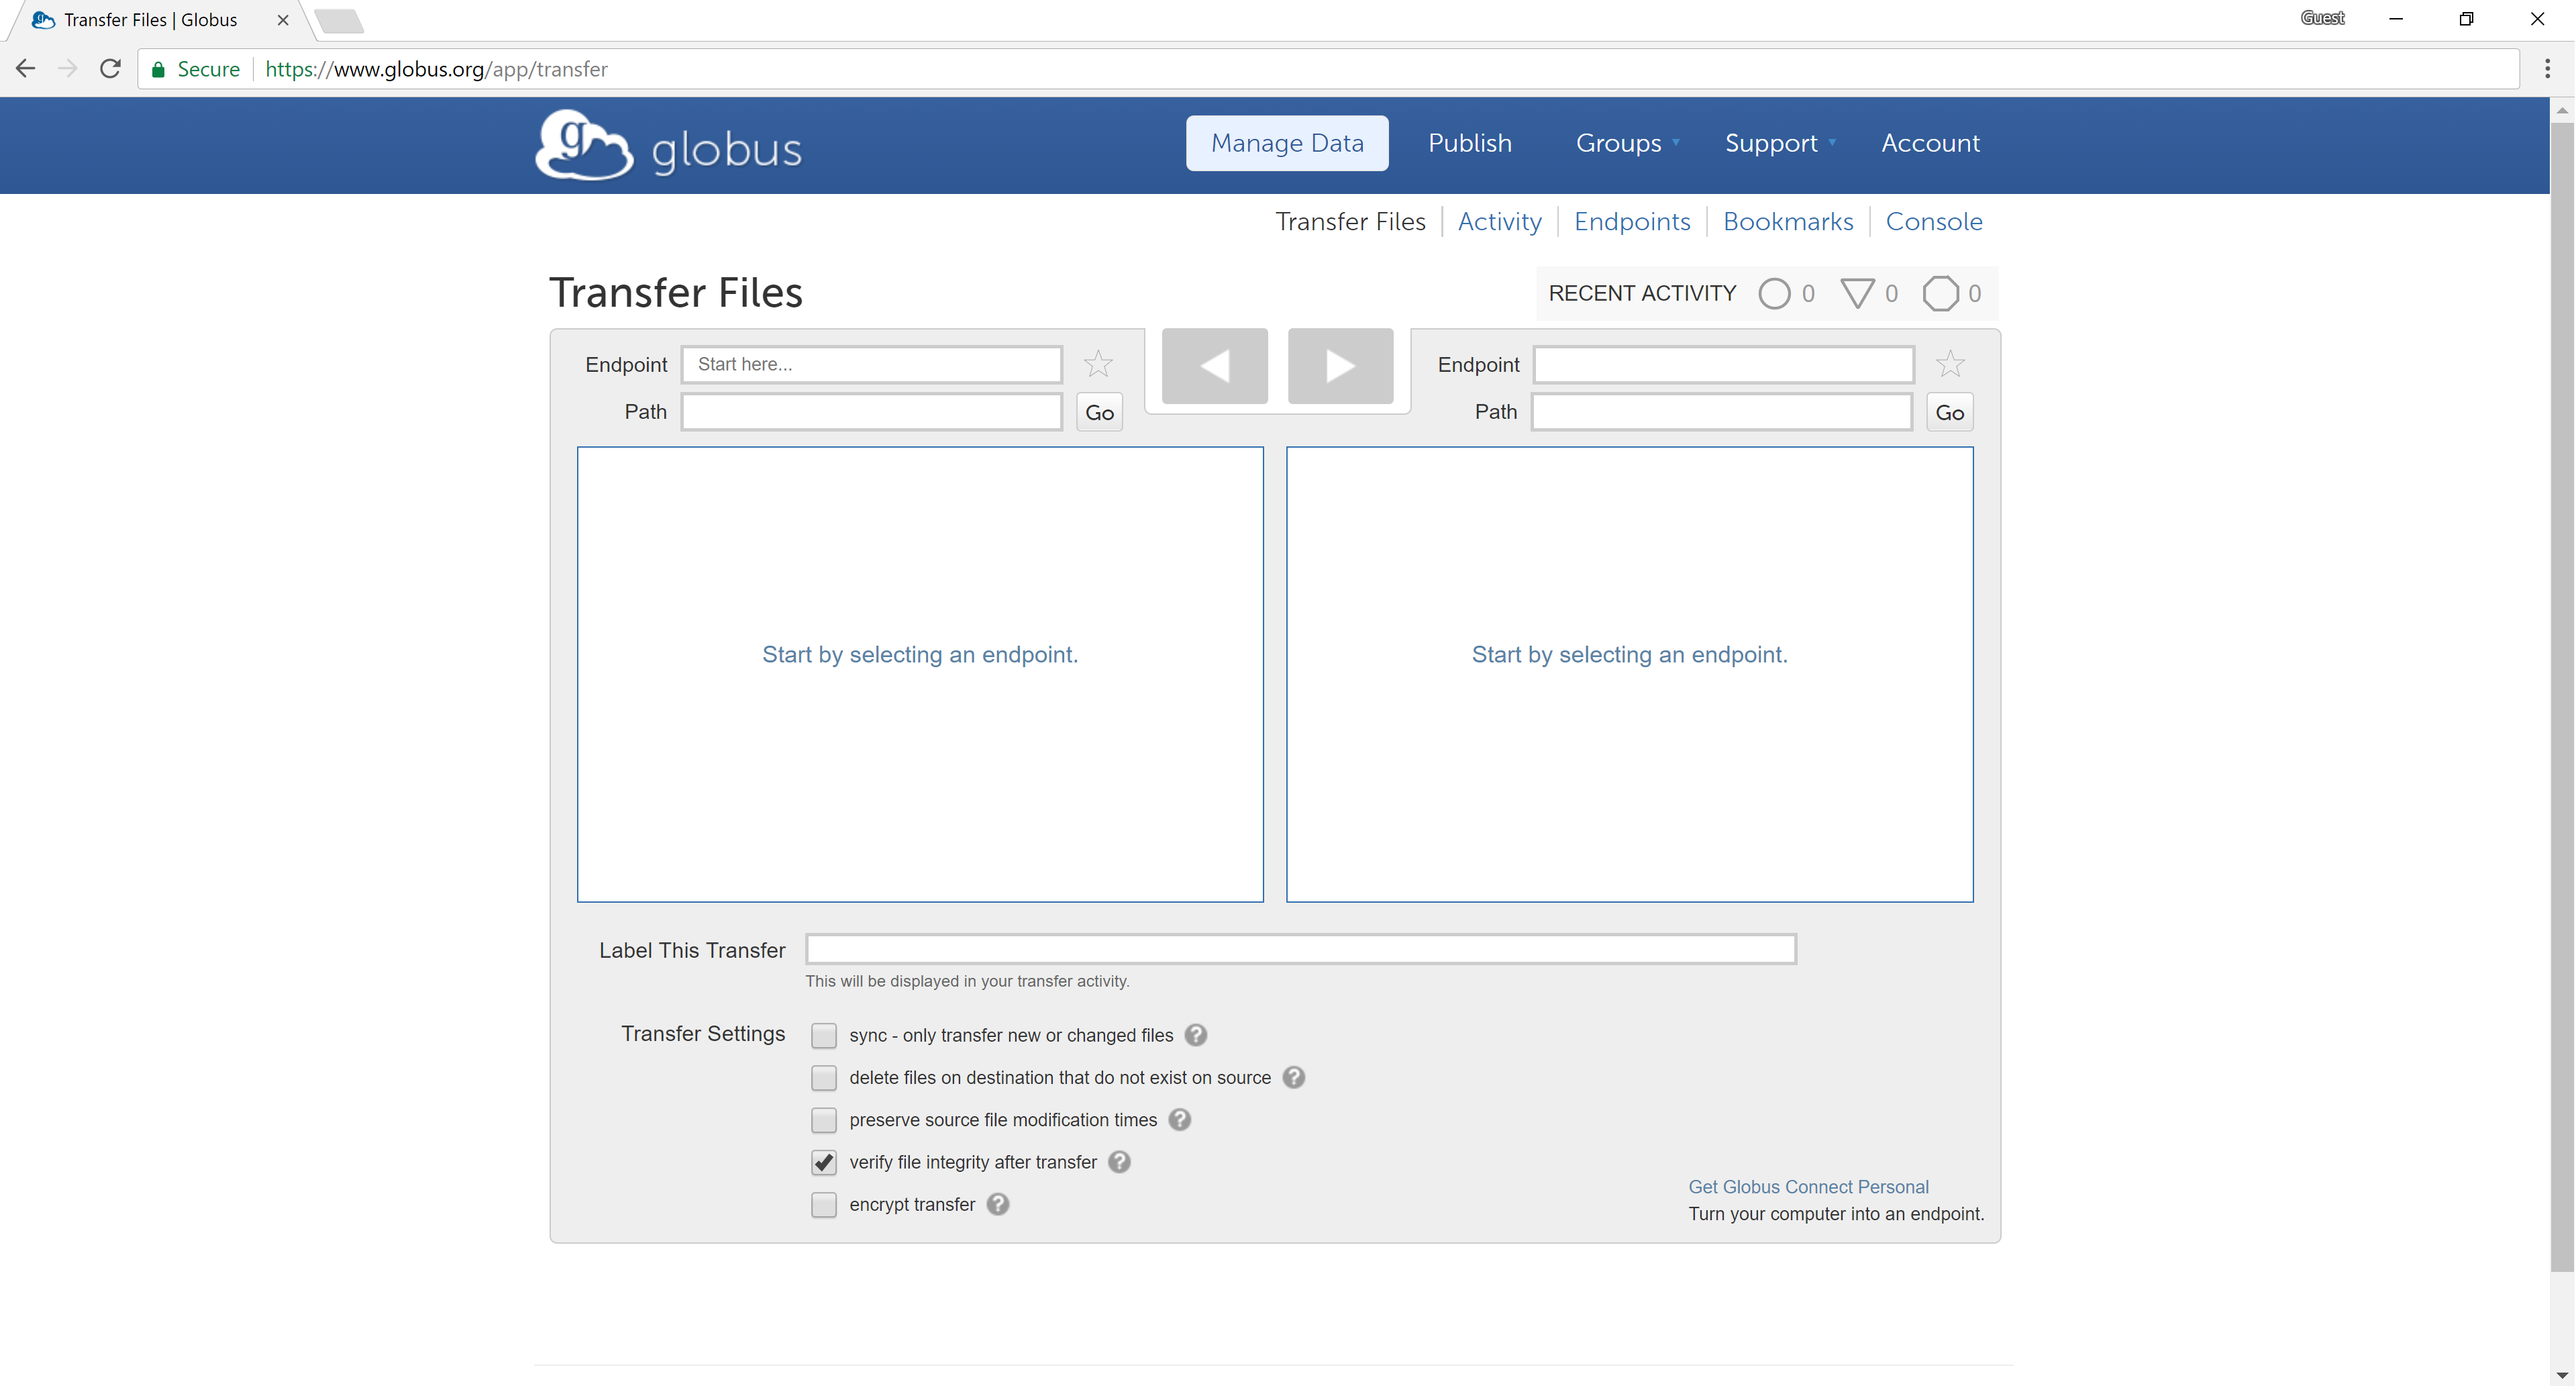 Transfer Files | Globus
Guest
Secure https://www.globus.org/app/transfer
g globus
Manage Data Publish Groups Support Account
Transfer Files Activity Endpoints Bookmarks Console
Transfer Files
RECENT ACTIVITY 0 0 0
Endpoint Start here...
Path Go
Endpoint
Path Go
Start by selecting an endpoint.
Start by selecting an endpoint.
Label This Transfer
This will be displayed in your transfer activity.
Transfer Settings
sync - only transfer new or changed files ?
delete files on destination that do not exist on source ?
preserve source file modification times ?
verify file integrity after transfer ?
encrypt transfer ?
Get Globus Connect Personal
Turn your computer into an endpoint.